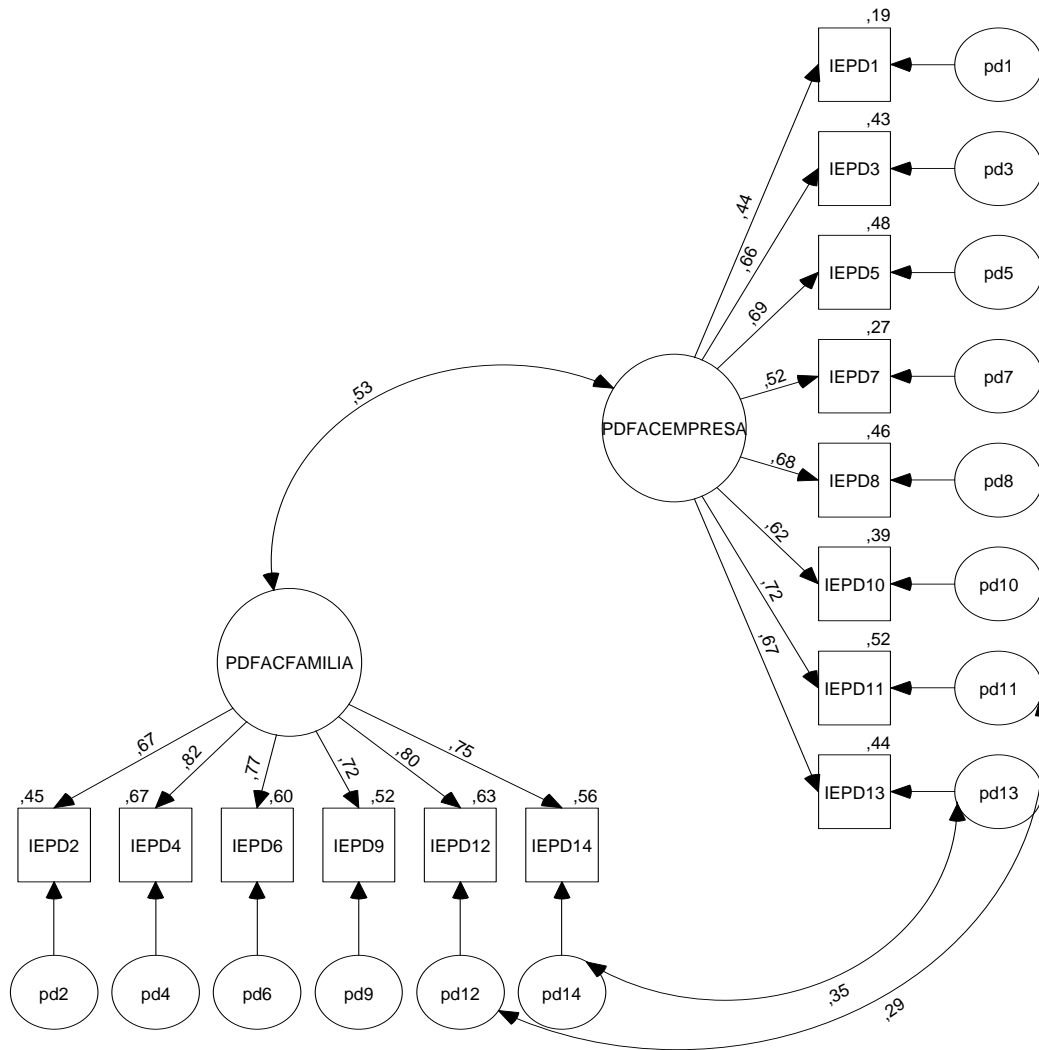 ,19
IEPD1
pd1
,44
,43
IEPD3
pd3
,66
,48
IEPD5
pd5
,69
,27
IEPD7
pd7
,52
,53
PDFACEMPRESA
,46
IEPD8
pd8
,68
,39
IEPD10
pd10
,62
,52
IEPD11
pd11
,72
,44
IEPD13
pd13
,67
PDFACFAMILIA
,67
,82
,77
,72
,80
,75
,45
,67
,60
,52
,63
,56
IEPD2
IEPD4
IEPD6
IEPD9
IEPD12
IEPD14
pd2
pd4
pd6
pd9
pd12
pd14
,35
,29